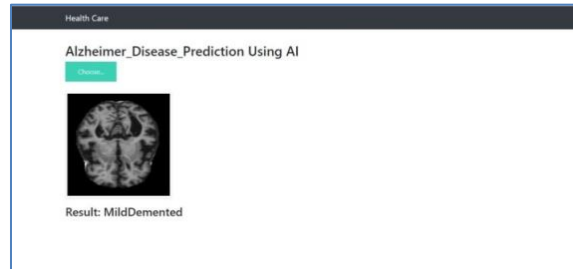 Health Care
Alzheimer_Disease_Prediction Using AI
Choose...
Result: MildDemented